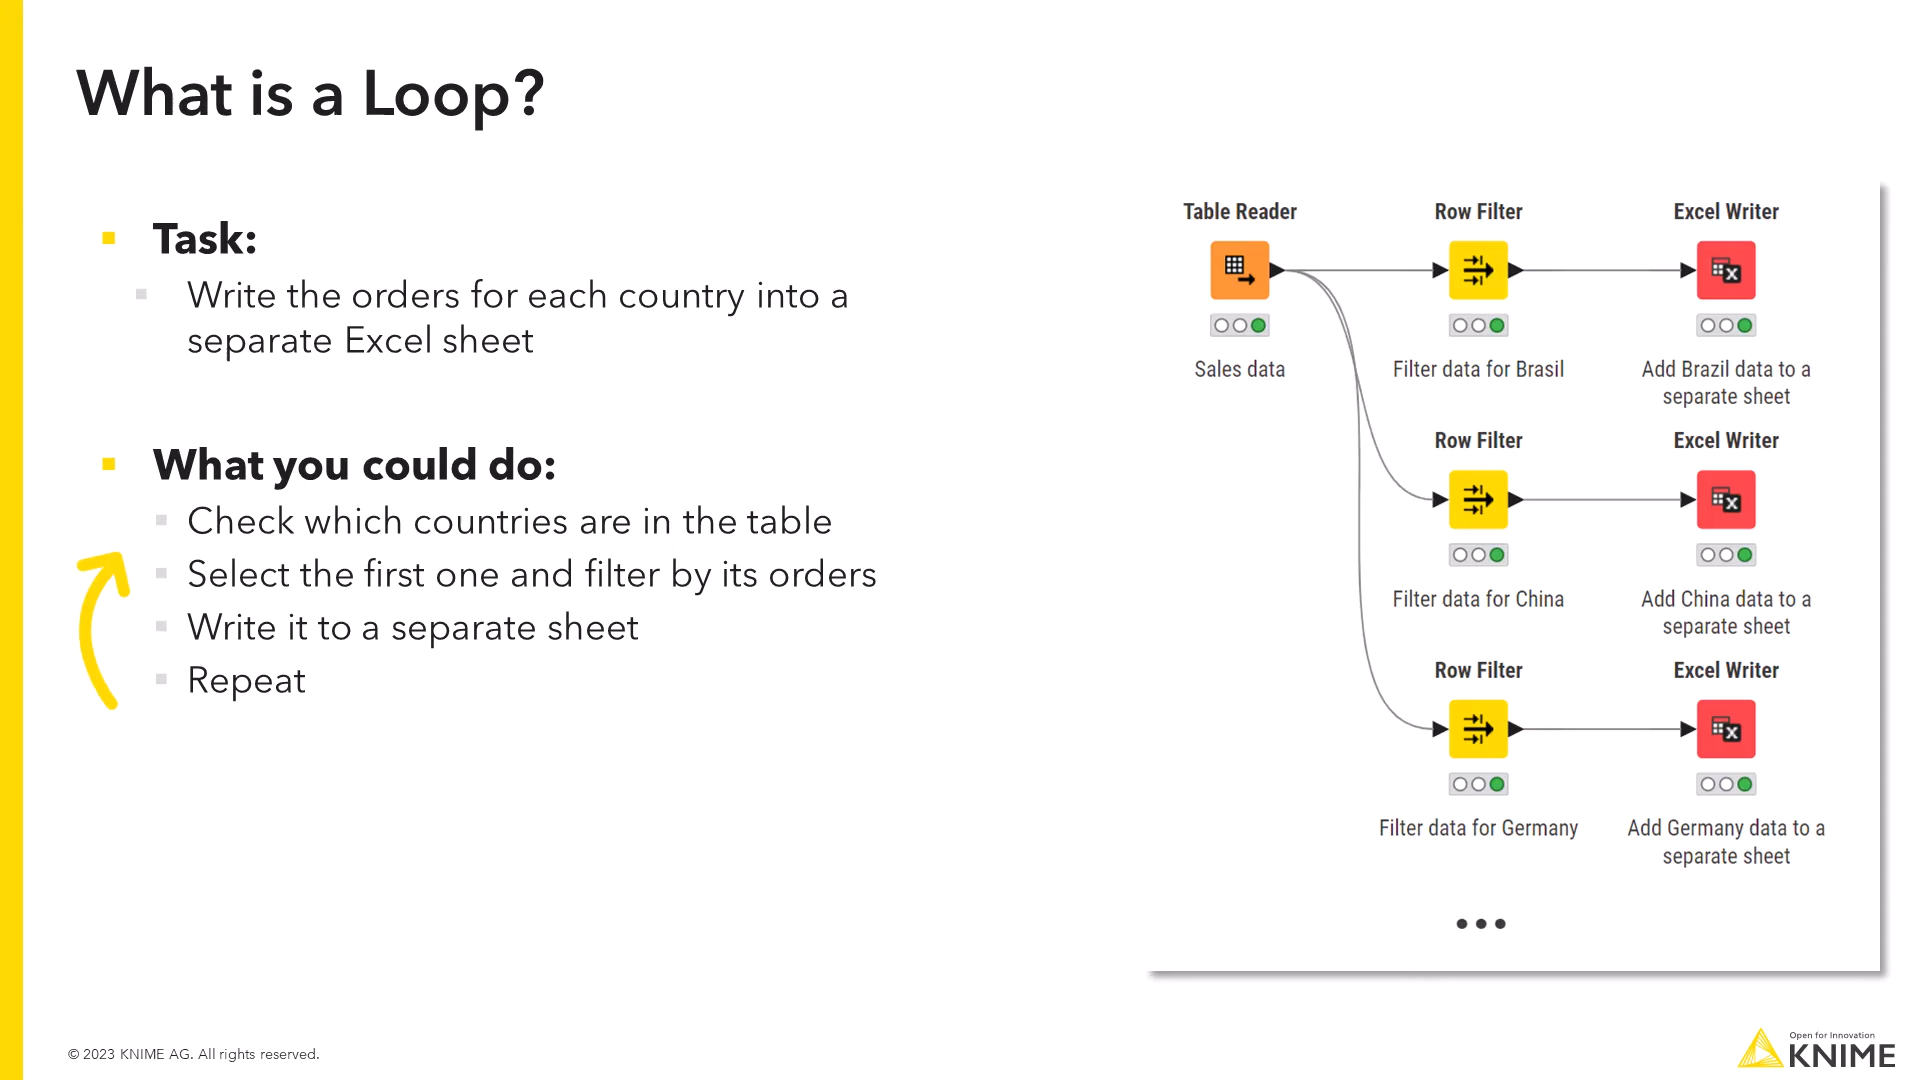 What is a Loop?
Task:
Write the orders for each country into a
separate Excel sheet
What you could do:
Check which countries are in the table
Select the first one and filter by its orders
Write it to a separate sheet
Repeat
Table Reader
Sales data
Row Filter
Filter data for Brasil
Excel Writer
Add Brazil data to a
separate sheet
Row Filter
Filter data for China
Excel Writer
Add China data to a
separate sheet
Row Filter
Filter data for Germany
Excel Writer
Add Germany data to a
separate sheet
•••
© 2023 KNIME AG. All rights reserved.
Open for Innovation
KNIME